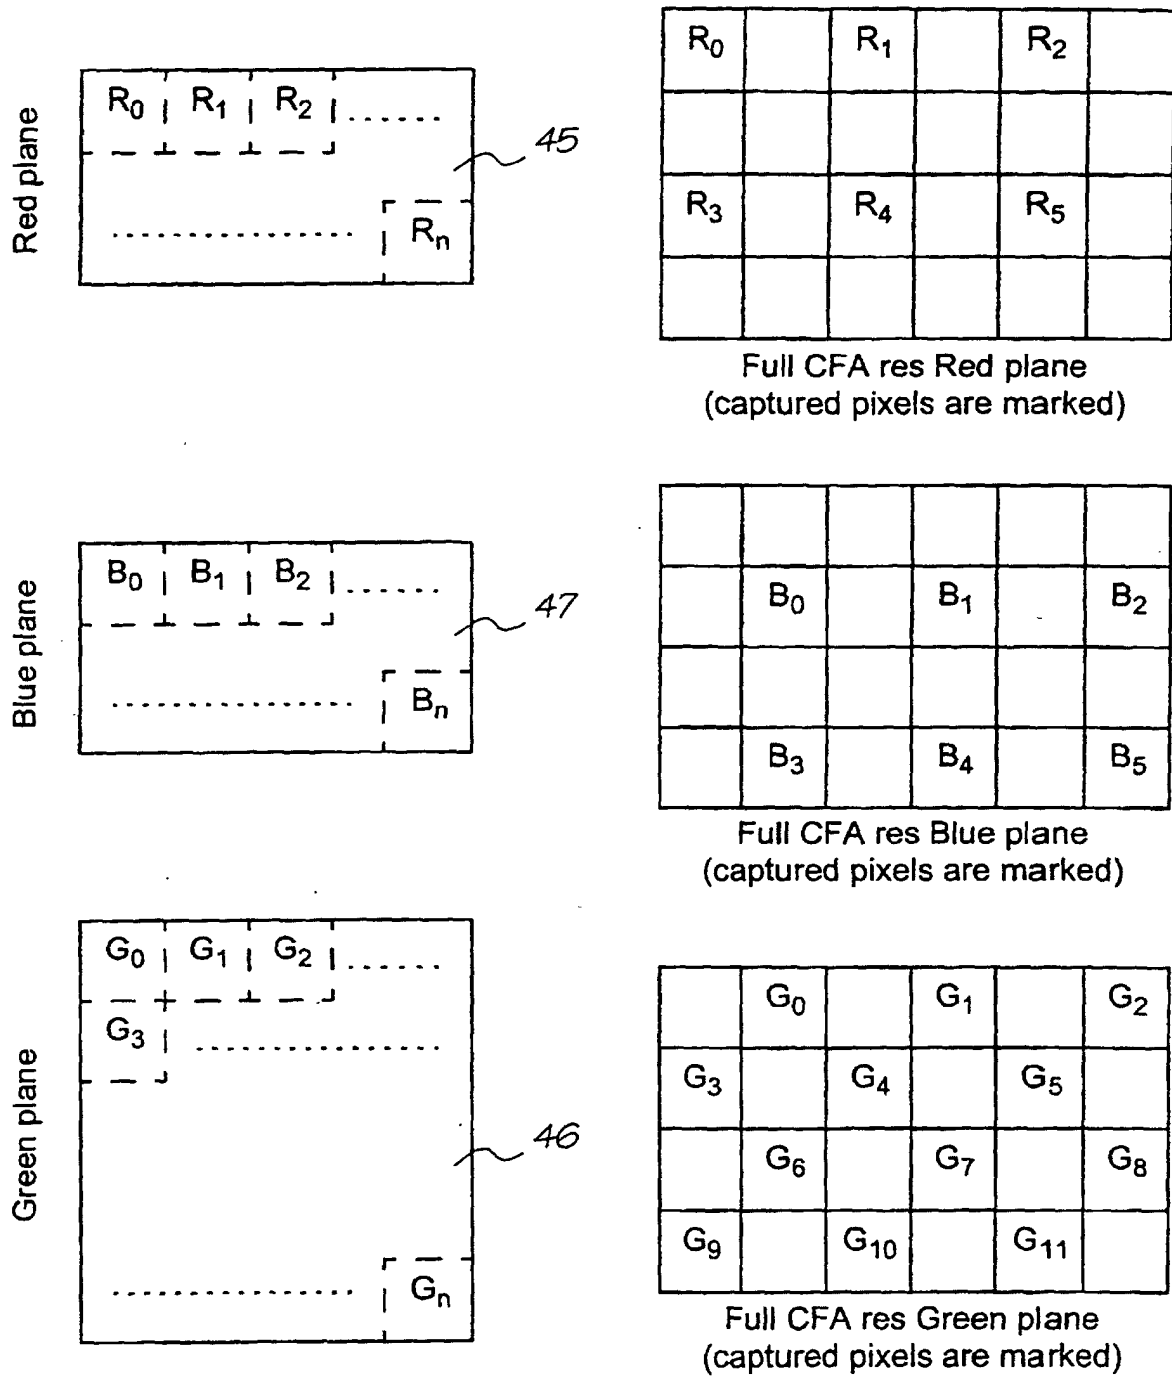 Red plane
R0 R1 R2 ........
45
............... Rn
R0 R1 R2
R3 R4 R5
Full CFA res Red plane
(captured pixels are marked)
Blue plane
B0 B1 B2 ........
47
............... Bn
B0 B1 B2
B3 B4 B5
Full CFA res Blue plane
(captured pixels are marked)
Green plane
G0 G1 G2 ........
G3 ...............
46
............... Gn
G0 G1 G2
G3 G4 G5
G6 G7 G8
G9 G10 G11
Full CFA res Green plane
(captured pixels are marked)